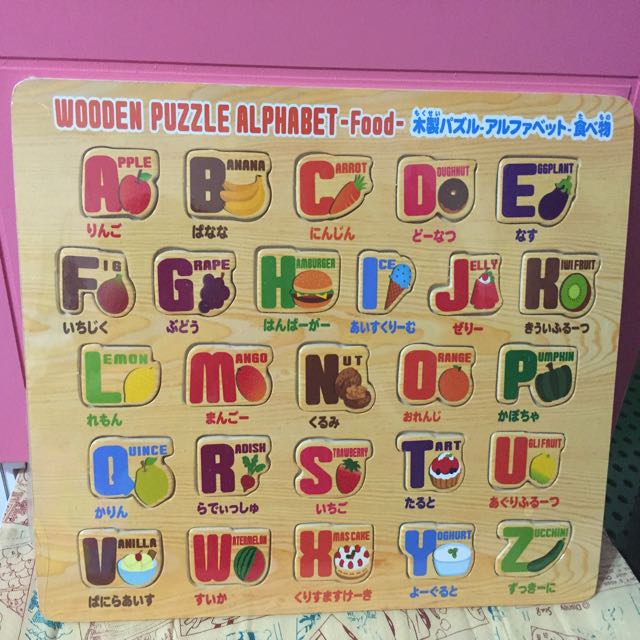 WOODEN PUZZLE ALPHABET-Food-
もくせい た もの
木製パズル-アルファベット-食べ物
APPLE BANANA CARROT DOUGHNUT EGGPLANT
りんご ばなな にんじん どーなつ なす
FIG GRAPE HAMBURGER ICE JELLY KIWI FRUIT
いちじく ぶどう はんばーがー あいすくりーむ ぜりー きういふるーつ
LEMON MANGO NUT ORANGE PUMPKIN
れもん まんごー くるみ おれんじ かぼちゃ
QUINCE RADISH STRAWBERRY TART UGLI FRUIT
かりん らでぃっしゅ いちご たると あぐりふるーつ
VANILLA WATERMELON XMAS CAKE YOGHURT ZUCCHINI
ばにらあいす すいか くりすますけーき よーぐると ずっきーに